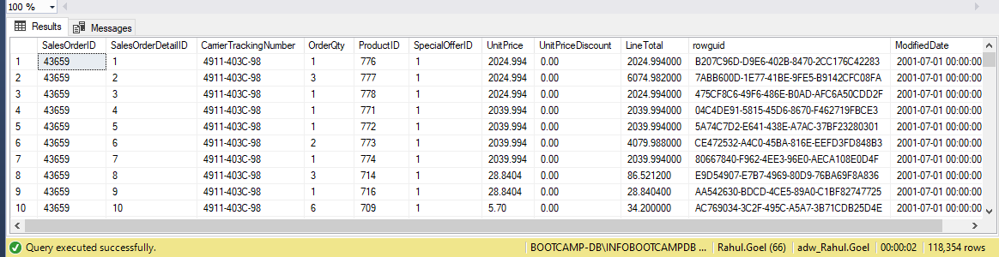 100 %
Results Messages
SalesOrderID SalesOrderDetailID CarrierTrackingNumber OrderQty ProductID SpecialOfferID UnitPrice UnitPriceDiscount LineTotal rowguid ModifiedDate
1 43659 1 4911-403C-98 1 776 1 2024.994 0.00 2024.994000 B207C96D-D9E6-402B-8470-2CC176C42283 2001-07-01 00:00:00
2 43659 2 4911-403C-98 3 777 1 2024.994 0.00 6074.982000 7ABB600D-1E77-41BE-9FE5-B9142CFC08FA 2001-07-01 00:00:00
3 43659 3 4911-403C-98 1 778 1 2024.994 0.00 2024.994000 475CF8C6-49F6-486E-B0AD-AFC6A50CDD2F 2001-07-01 00:00:00
4 43659 4 4911-403C-98 1 771 1 2039.994 0.00 2039.994000 04C4DE91-5815-45D6-8670-F462719FBCE3 2001-07-01 00:00:00
5 43659 5 4911-403C-98 1 772 1 2039.994 0.00 2039.994000 5A74C7D2-E641-438E-A7AC-37BF23280301 2001-07-01 00:00:00
6 43659 6 4911-403C-98 2 773 1 2039.994 0.00 4079.988000 CE472532-A4C0-45BA-816E-EEFD3FD848B3 2001-07-01 00:00:00
7 43659 7 4911-403C-98 1 774 1 2039.994 0.00 2039.994000 80667840-F962-4EE3-96E0-AECA108E0D4F 2001-07-01 00:00:00
8 43659 8 4911-403C-98 3 714 1 28.8404 0.00 86.521200 E9D54907-E7B7-4969-80D9-76BA69F8A836 2001-07-01 00:00:00
9 43659 9 4911-403C-98 1 716 1 28.8404 0.00 28.840400 AA542630-BDCD-4CE5-89A0-C1BF82747725 2001-07-01 00:00:00
10 43659 10 4911-403C-98 6 709 1 5.70 0.00 34.200000 AC769034-3C2F-495C-A5A7-3B71CDB25D4E 2001-07-01 00:00:00
Query executed successfully. BOOTCAMP-DB\INFOBOOTCAMPDB ... Rahul.Goel (66) adw_Rahul.Goel 00:00:02 118,354 rows